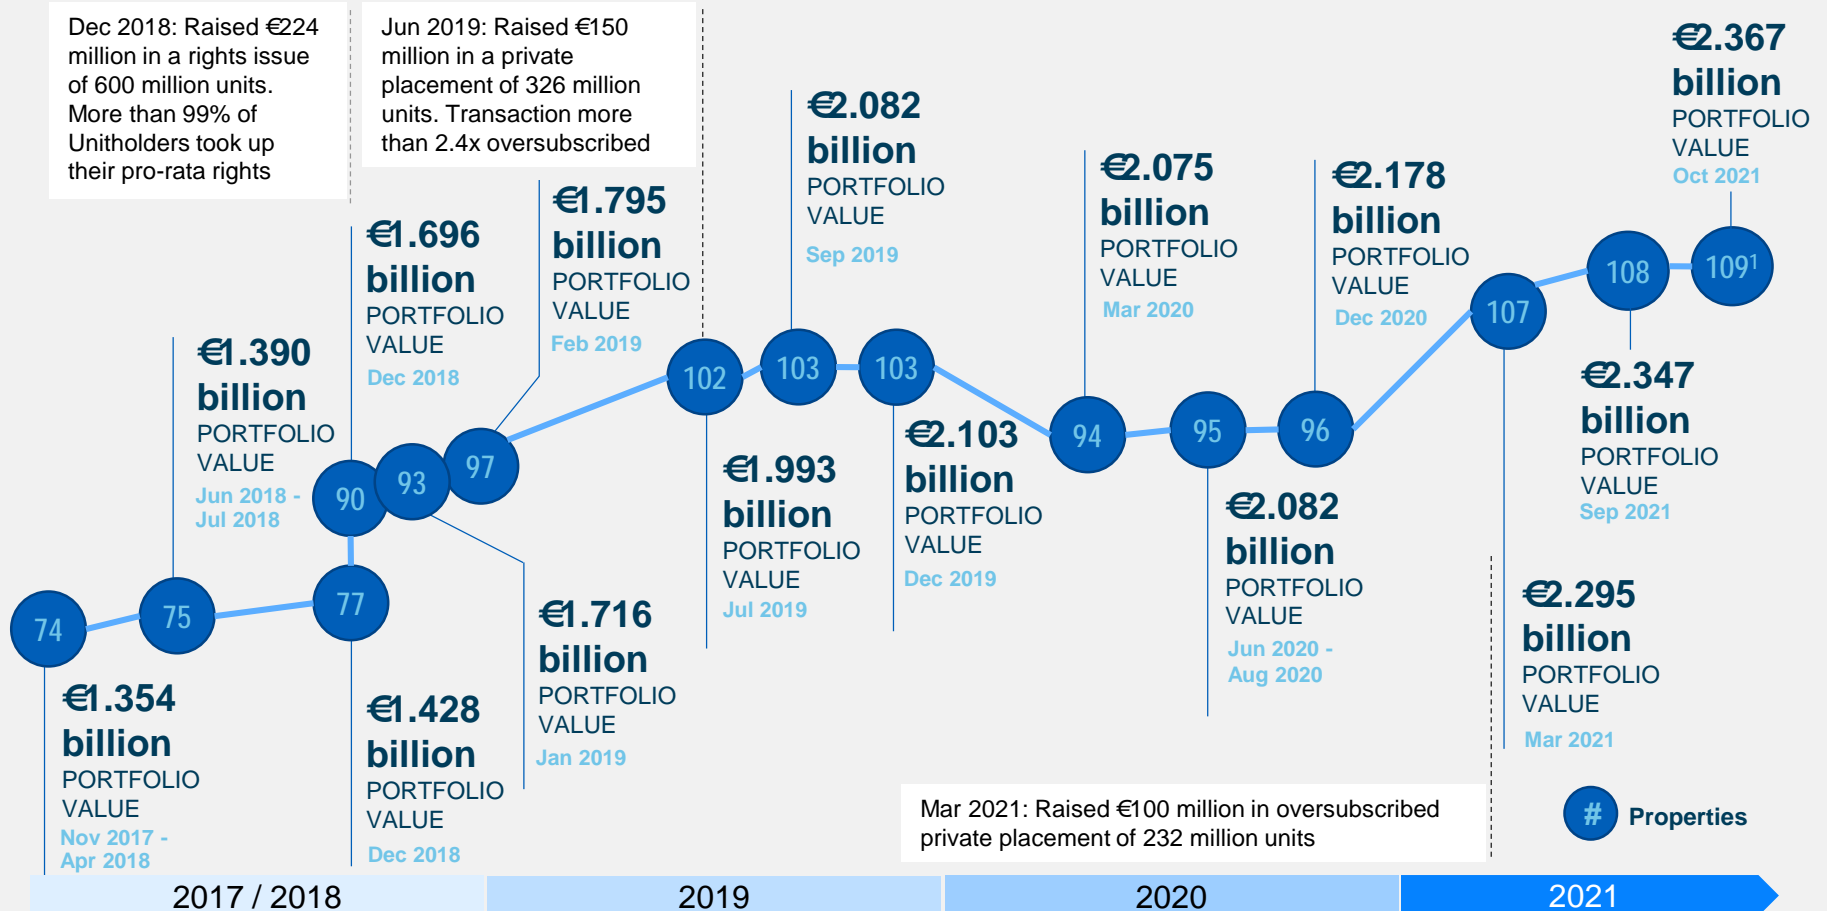 Dec 2018: Raised €224
million in a rights issue
of 600 million units.
More than 99% of
Unitholders took up
their pro-rata rights
Jun 2019: Raised €150
million in a private
placement of 326 million
units. Transaction more
than 2.4x oversubscribed
€2.367
billion
PORTFOLIO
VALUE
Oct 2021
€2.082
billion
PORTFOLIO
VALUE
Sep 2019
€2.075
billion
PORTFOLIO
VALUE
Mar 2020
€2.178
billion
PORTFOLIO
VALUE
Dec 2020
€1.795
billion
PORTFOLIO
VALUE
Feb 2019
€1.696
billion
PORTFOLIO
VALUE
Dec 2018
€1.390
billion
PORTFOLIO
VALUE
Jun 2018 -
Jul 2018
74
75
77
90
93
97
102
103
103
94
95
96
107
108
109¹
€1.354
billion
PORTFOLIO
VALUE
Nov 2017 -
Apr 2018
€1.428
billion
PORTFOLIO
VALUE
Dec 2018
€1.716
billion
PORTFOLIO
VALUE
Jan 2019
€1.993
billion
PORTFOLIO
VALUE
Jul 2019
€2.103
billion
PORTFOLIO
VALUE
Dec 2019
€2.082
billion
PORTFOLIO
VALUE
Jun 2020 -
Aug 2020
€2.295
billion
PORTFOLIO
VALUE
Mar 2021
€2.347
billion
PORTFOLIO
VALUE
Sep 2021
Mar 2021: Raised €100 million in oversubscribed
private placement of 232 million units
# Properties
2017 / 2018
2019
2020
2021